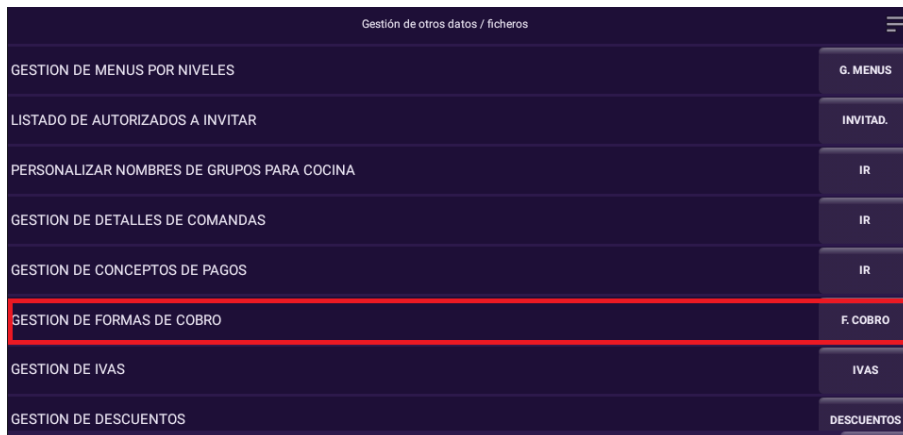 Gestión de otros datos / ficheros
GESTION DE MENUS POR NIVELES G. MENUS
LISTADO DE AUTORIZADOS A INVITAR INVITAD.
PERSONALIZAR NOMBRES DE GRUPOS PARA COCINA IR
GESTION DE DETALLES DE COMANDAS IR
GESTION DE CONCEPTOS DE PAGOS IR
GESTION DE FORMAS DE COBRO F. COBRO
GESTION DE IVAS IVAS
GESTION DE DESCUENTOS DESCUENTOS